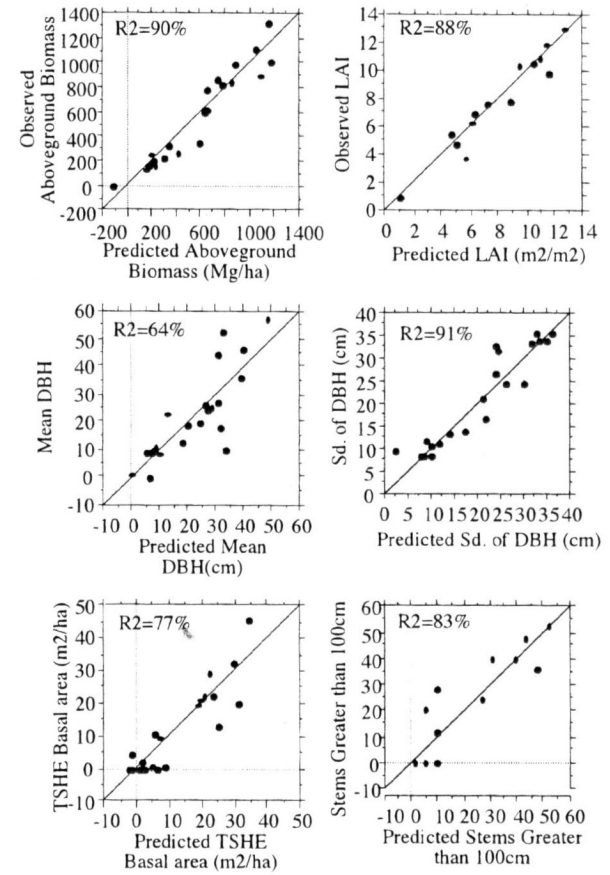 Observed
Aboveground Biomass
1400
1200
1000
800
600
400
200
0
-200
R2=90%
-200 200 600 1000 1400
Predicted Aboveground
Biomass (Mg/ha)
Observed LAI
14
12
10
8
6
4
2
0
R2=88%
0 2 4 6 8 10 12 14
Predicted LAI (m2/m2)
Mean DBH
60
50
40
30
20
10
0
-10
R2=64%
-10 0 10 20 30 40 50 60
Predicted Mean
DBH(cm)
Sd. of DBH (cm)
40
35
30
25
20
15
10
5
0
R2=91%
0 5 10 15 20 25 30 35 40
Predicted Sd. of DBH (cm)
TSHE Basal area (m2/ha)
50
40
30
20
10
0
-10
R2=77%
-10 0 10 20 30 40 50
Predicted TSHE
Basal area (m2/ha)
Stems Greater than 100cm
60
50
40
30
20
10
0
-10
R2=83%
-10 0 10 20 30 40 50 60
Predicted Stems Greater
than 100cm